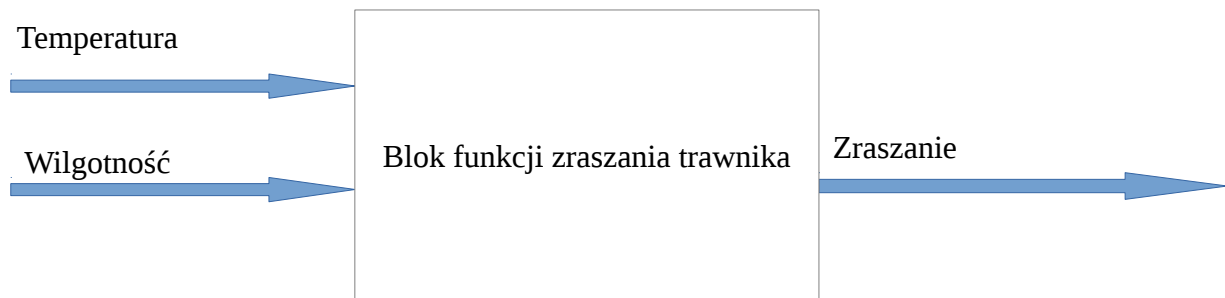 Temperatura
Wilgotność
Blok funkcji zraszania trawnika
Zraszanie